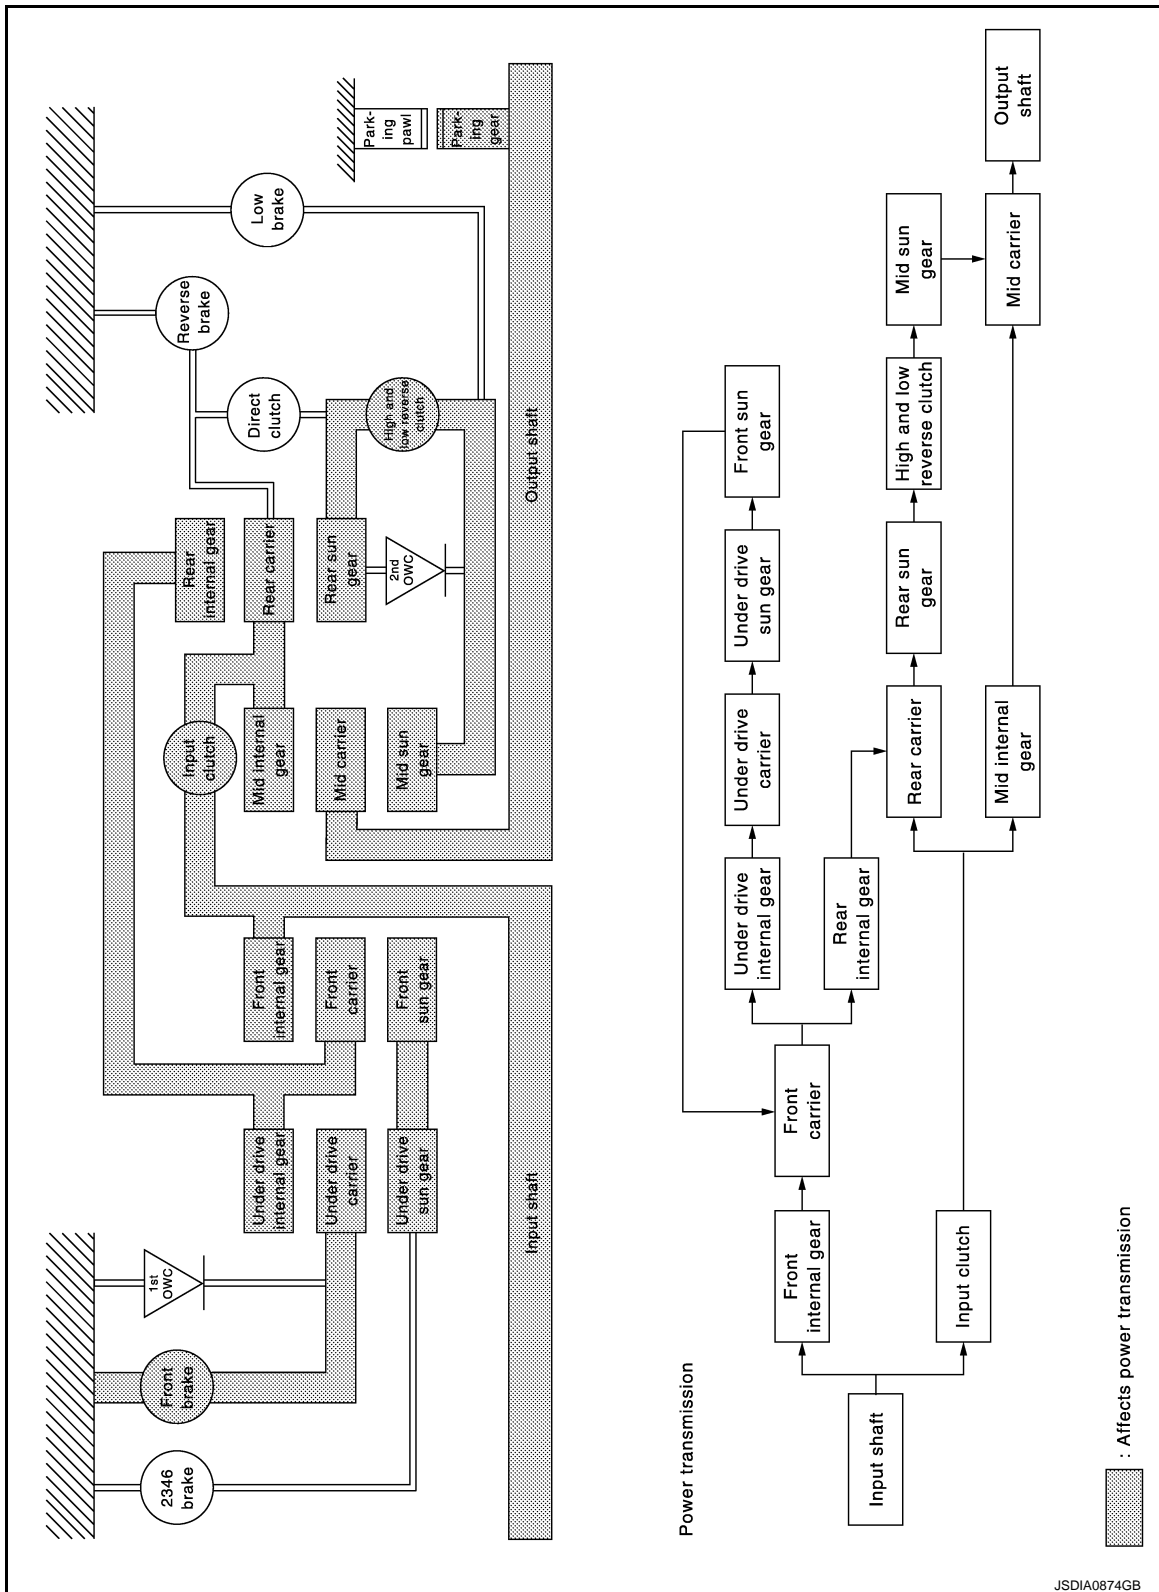 2346
brake
Front
brake
1st
OWC
Under drive
internal gear
Under drive
carrier
Under drive
sun gear
Front
internal gear
Front
carrier
Front
sun gear
Input shaft
Input
clutch
Mid internal
gear
Mid carrier
Mid sun
gear
Rear
internal gear
Rear carrier
Rear sun
gear
2nd
OWC
Direct
clutch
High and
low reverse
clutch
Reverse
brake
Low
brake
Park-
ing
pawl
Park-
ing
gear
Output shaft
Power transmission
Input shaft
Front
internal gear
Input clutch
Front
carrier
Under drive
internal gear
Rear
internal gear
Under drive
carrier
Rear carrier
Mid internal
gear
Under drive
sun gear
Rear sun
gear
Front sun
gear
High and low
reverse clutch
Mid sun
gear
Mid carrier
Output
shaft
: Affects power transmission
JSDIA0874GB